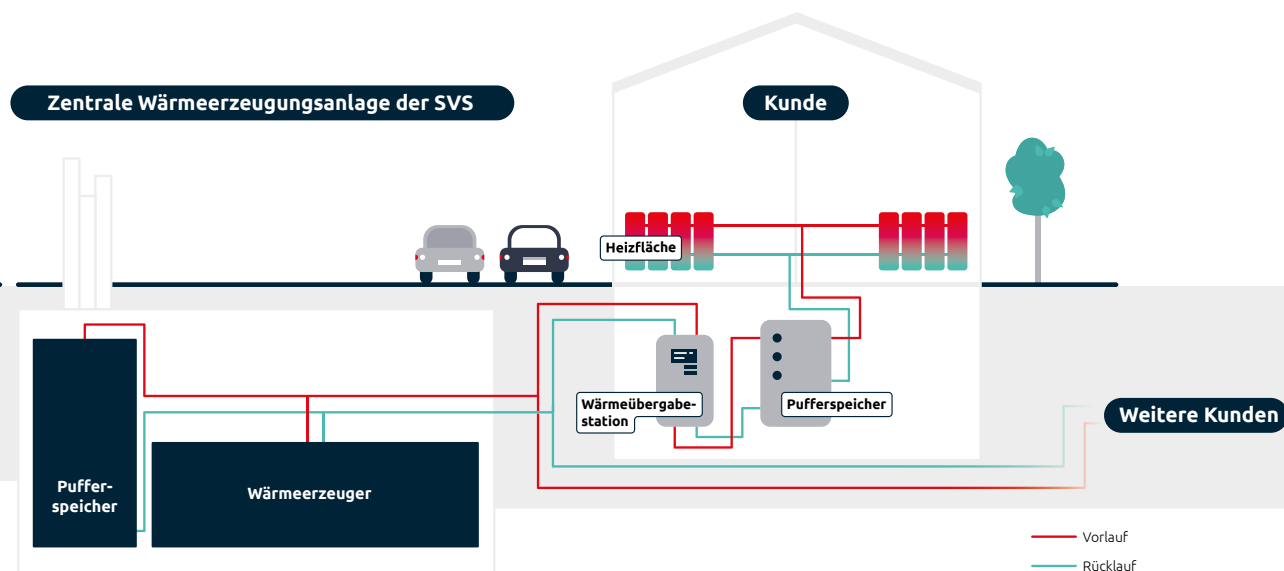 Zentrale Wärmeerzeugungsanlage der SVS
Kunde
Heizfläche
Wärmeübergabe-
station
Pufferspeicher
Weitere Kunden
Puffer-
speicher
Wärmeerzeuger
Vorlauf
Rücklauf